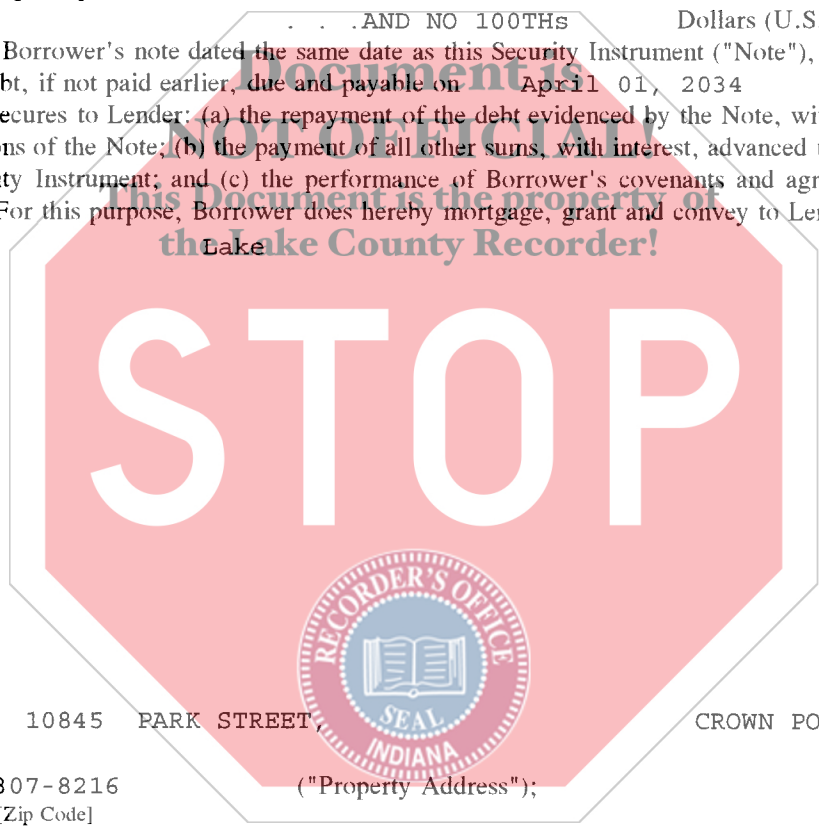 . . .AND NO 100THs Dollars (U.S.
Borrower's note dated the same date as this Security Instrument ("Note"),
Document is
bt, if not paid earlier, due and payable on April 01, 2034
ecures to Lender: (a) the repayment of the debt evidenced by the Note, wi
NOT OFFICIAL!
ns of the Note; (b) the payment of all other sums, with interest, advanced
ty Instrument; and (c) the performance of Borrower's covenants and agr
This Document is the property of
For this purpose, Borrower does hereby mortgage, grant and convey to Le
the Lake County Recorder!
Lake
STOP
RECORDER'S OFFICE
SEAL
INDIANA
10845 PARK STREET, CROWN PO
307-8216 ("Property Address");
[Zip Code]